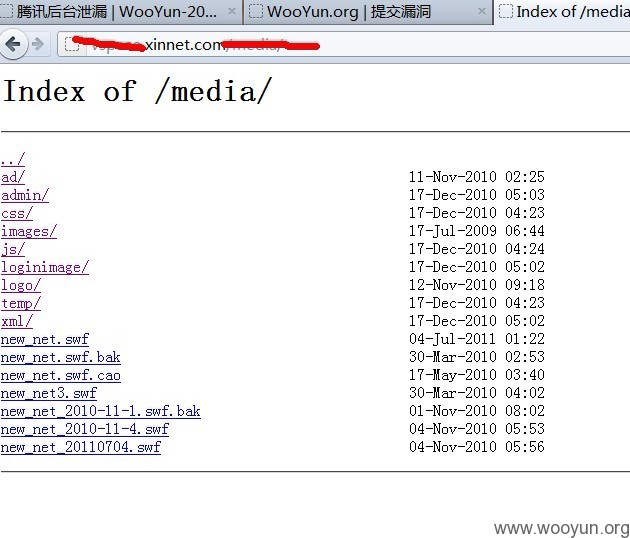 腾讯后台泄漏 | WooYun-20... × WooYun.org | 提交漏洞 × Index of /media
xinnet.com
Index of /media/
../
ad/ 11-Nov-2010 02:25
admin/ 17-Dec-2010 05:03
css/ 17-Dec-2010 04:23
images/ 17-Jul-2009 06:44
js/ 17-Dec-2010 04:24
loginimage/ 17-Dec-2010 05:02
logo/ 12-Nov-2010 09:18
temp/ 17-Dec-2010 04:23
xml/ 17-Dec-2010 05:02
new_net.swf 04-Jul-2011 01:22
new_net.swf.bak 30-Mar-2010 02:53
new_net.swf.cao 17-May-2010 03:40
new_net3.swf 30-Mar-2010 04:02
new_net_2010-11-1.swf.bak 01-Nov-2010 08:02
new_net_2010-11-4.swf 04-Nov-2010 05:53
new_net_20110704.swf 04-Nov-2010 05:56
www.wooyun.org